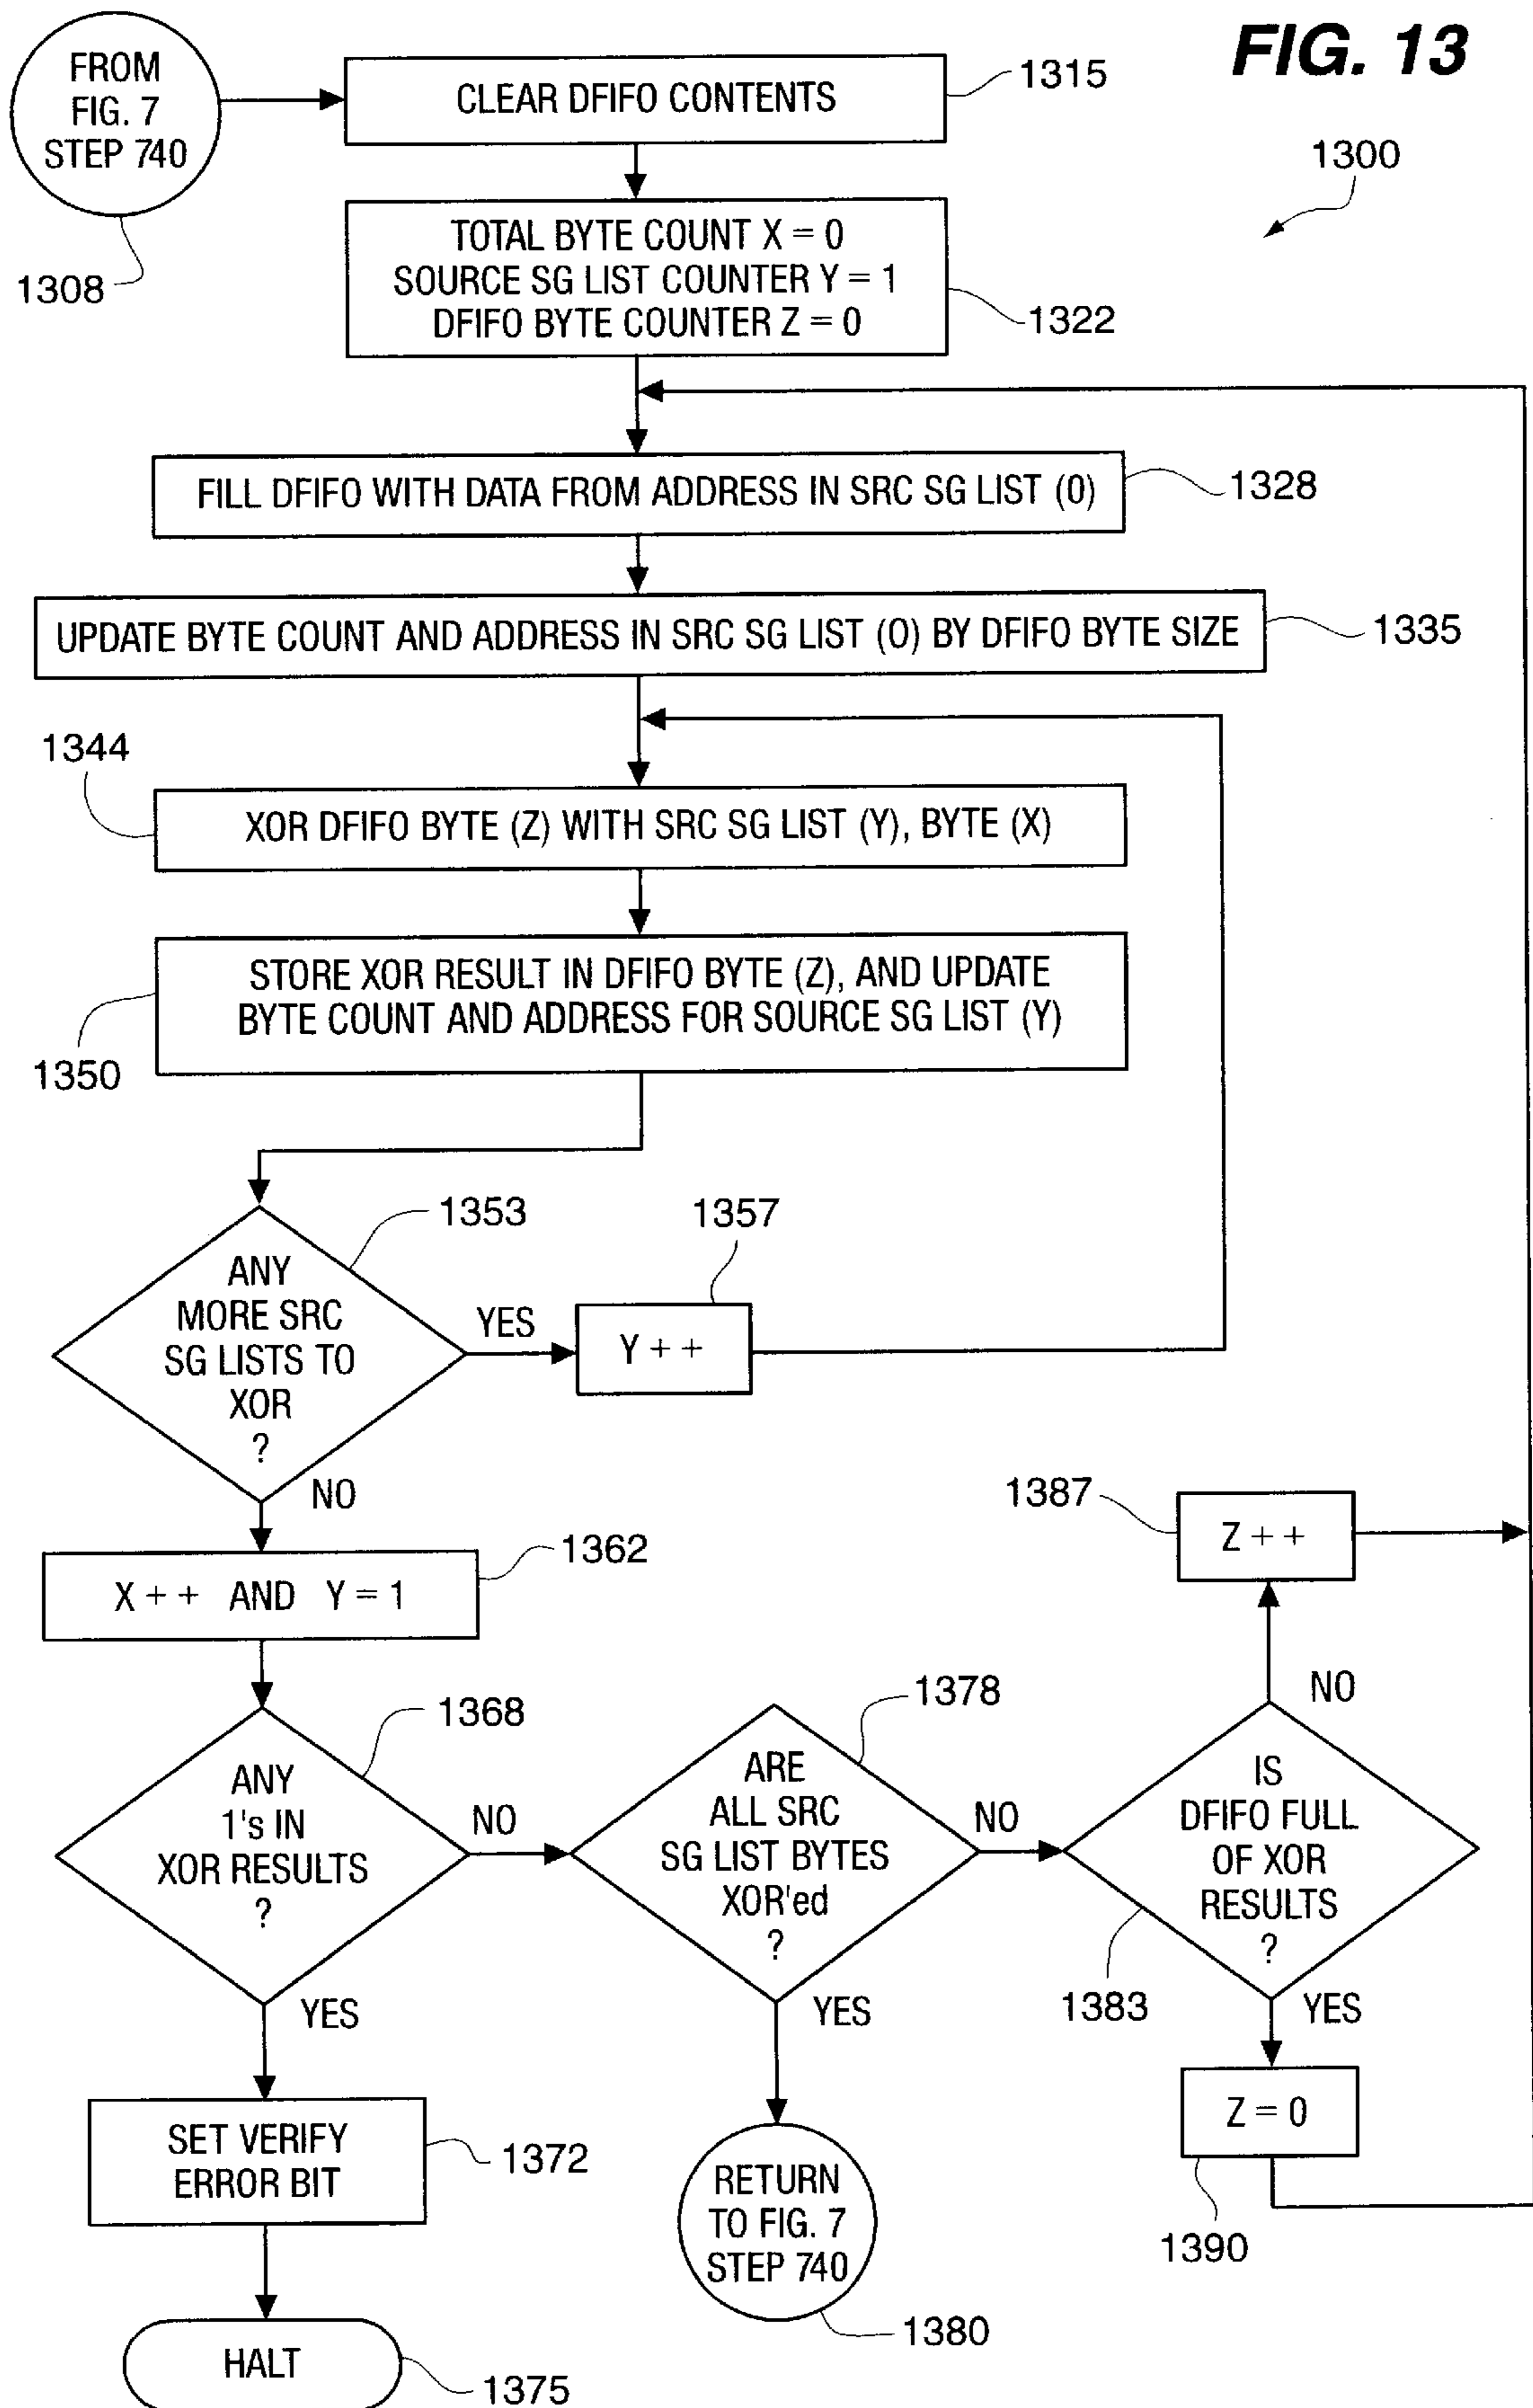 FIG. 13
FROM
FIG. 7
STEP 740
1308
CLEAR DFIFO CONTENTS
1315
1300
TOTAL BYTE COUNT X = 0
SOURCE SG LIST COUNTER Y = 1
DFIFO BYTE COUNTER Z = 0
1322
FILL DFIFO WITH DATA FROM ADDRESS IN SRC SG LIST (0)
1328
UPDATE BYTE COUNT AND ADDRESS IN SRC SG LIST (0) BY DFIFO BYTE SIZE
1335
1344
XOR DFIFO BYTE (Z) WITH SRC SG LIST (Y), BYTE (X)
STORE XOR RESULT IN DFIFO BYTE (Z), AND UPDATE
BYTE COUNT AND ADDRESS FOR SOURCE SG LIST (Y)
1350
1353
ANY
MORE SRC
SG LISTS TO
XOR
?
YES
1357
Y + +
NO
1362
X + + AND Y = 1
1368
ANY
1's IN
XOR RESULTS
?
NO
YES
SET VERIFY
ERROR BIT
1372
HALT
1375
1378
ARE
ALL SRC
SG LIST BYTES
XOR'ed
?
NO
YES
RETURN
TO FIG. 7
STEP 740
1380
1387
Z + +
NO
IS
DFIFO FULL
OF XOR
RESULTS
?
1383
YES
Z = 0
1390